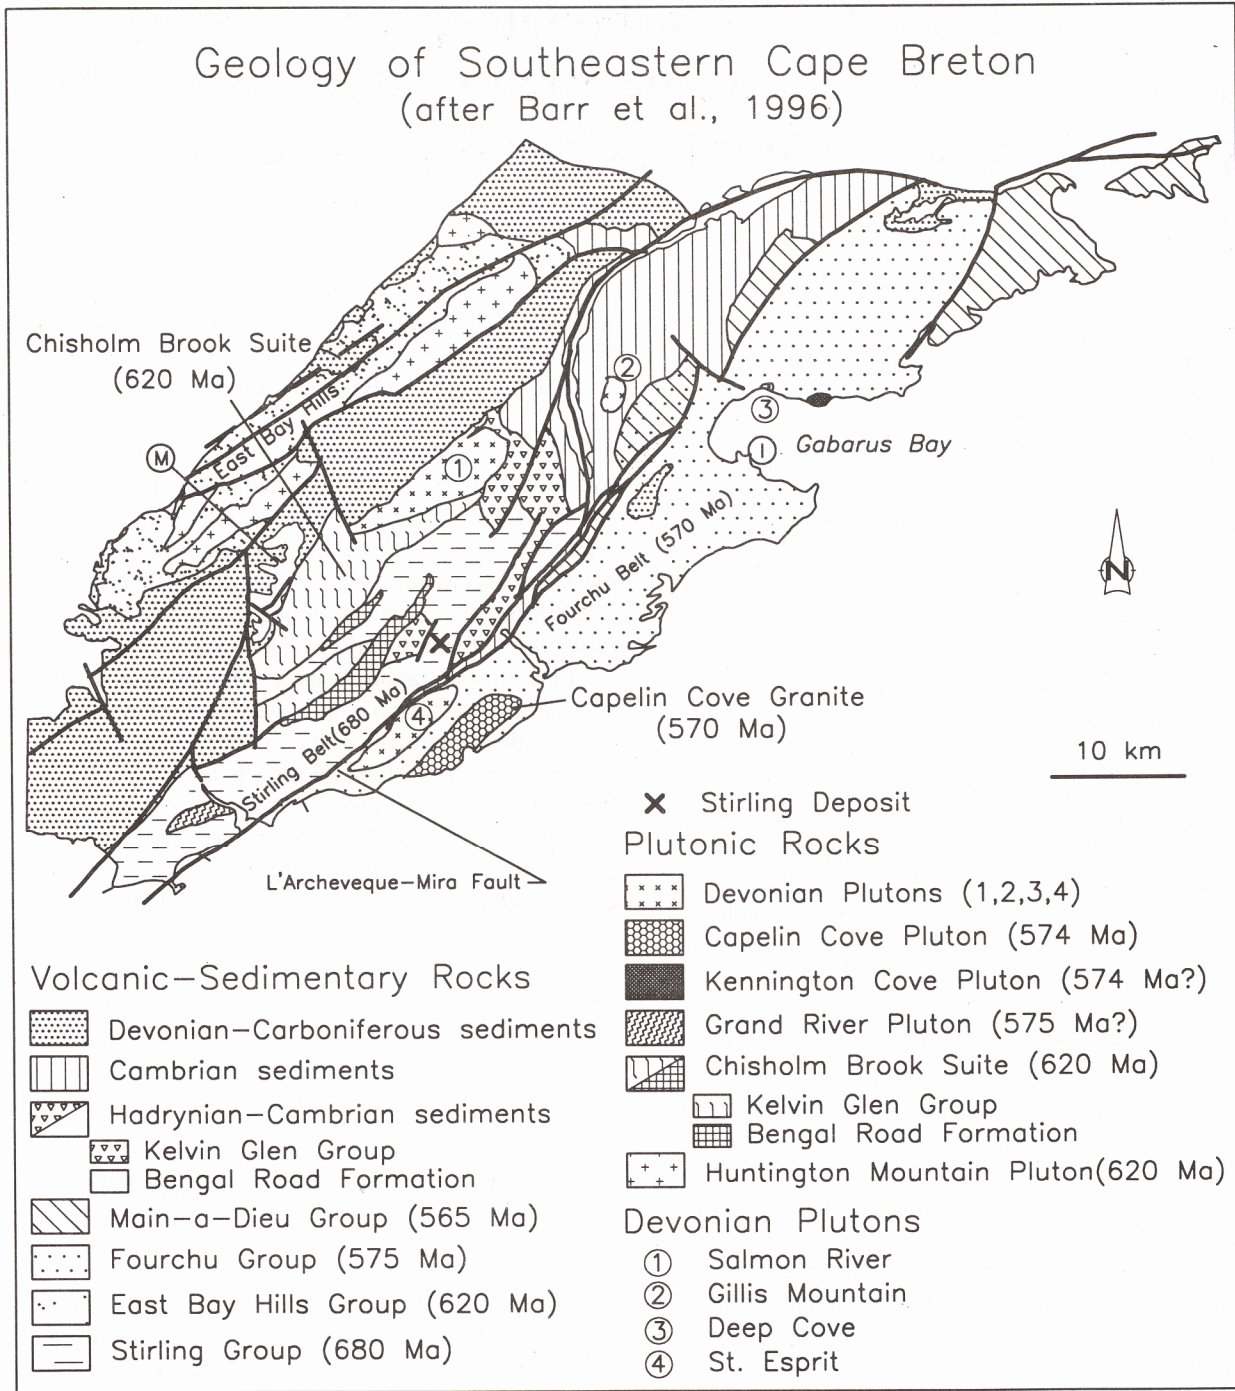 Geology of Southeastern Cape Breton
(after Barr et al., 1996)
Chisholm Brook Suite
(620 Ma)
East Bay Hills
M
1
2
3
I
Gabarus Bay
Fourchu Belt (570 Ma)
N
4
Capelin Cove Granite
(570 Ma)
Stirling Belt(680 Ma)
10 km
L'Archeveque-Mira Fault
Stirling Deposit
Plutonic Rocks
Devonian Plutons (1,2,3,4)
Capelin Cove Pluton (574 Ma)
Kennington Cove Pluton (574 Ma?)
Grand River Pluton (575 Ma?)
Chisholm Brook Suite (620 Ma)
Kelvin Glen Group
Bengal Road Formation
Huntington Mountain Pluton(620 Ma)
Devonian Plutons
1 Salmon River
2 Gillis Mountain
3 Deep Cove
4 St. Esprit
Volcanic-Sedimentary Rocks
Devonian-Carboniferous sediments
Cambrian sediments
Hadrynian-Cambrian sediments
Kelvin Glen Group
Bengal Road Formation
Main-a-Dieu Group (565 Ma)
Fourchu Group (575 Ma)
East Bay Hills Group (620 Ma)
Stirling Group (680 Ma)